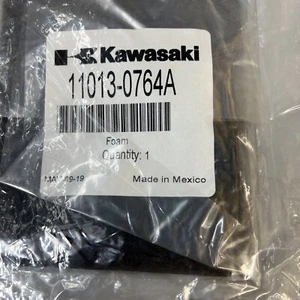 Kawasaki
11013-0764A
Foam
Quantity: 1
Made in Mexico